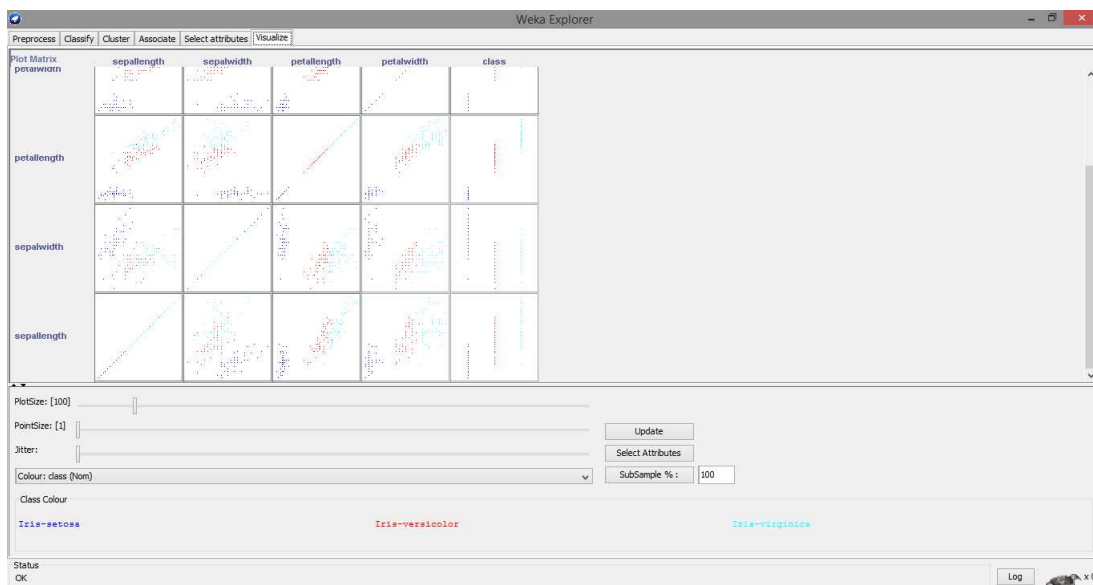 Weka Explorer
Preprocess Classify Cluster Associate Select attributes Visualize
Plot Matrix sepallength sepalwidth petallength petalwidth class
petalwidth
petallength
sepalwidth
sepallength
PlotSize: [100]
PointSize: [1]
Update
Jitter:
Select Attributes
Colour: class (Nom)
SubSample % :
100
Class Colour
Iris-setosa Iris-versicolor Iris-virginica
Status
OK
Log